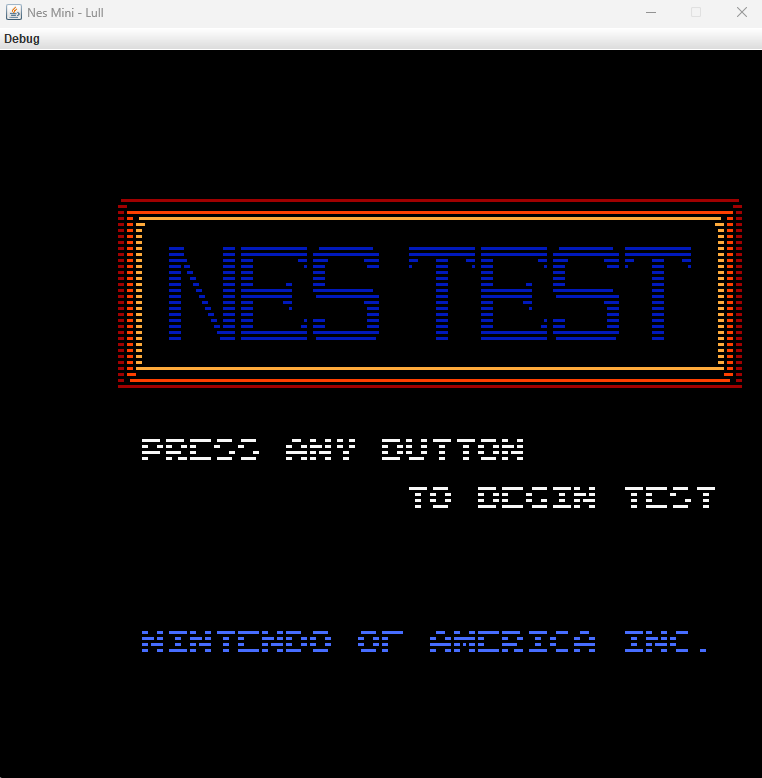 Nes Mini - Lull
Debug
NES TEST
PRESS ANY BUTTON
TO BEGIN TEST
NINTENDO OF AMERICA INC.